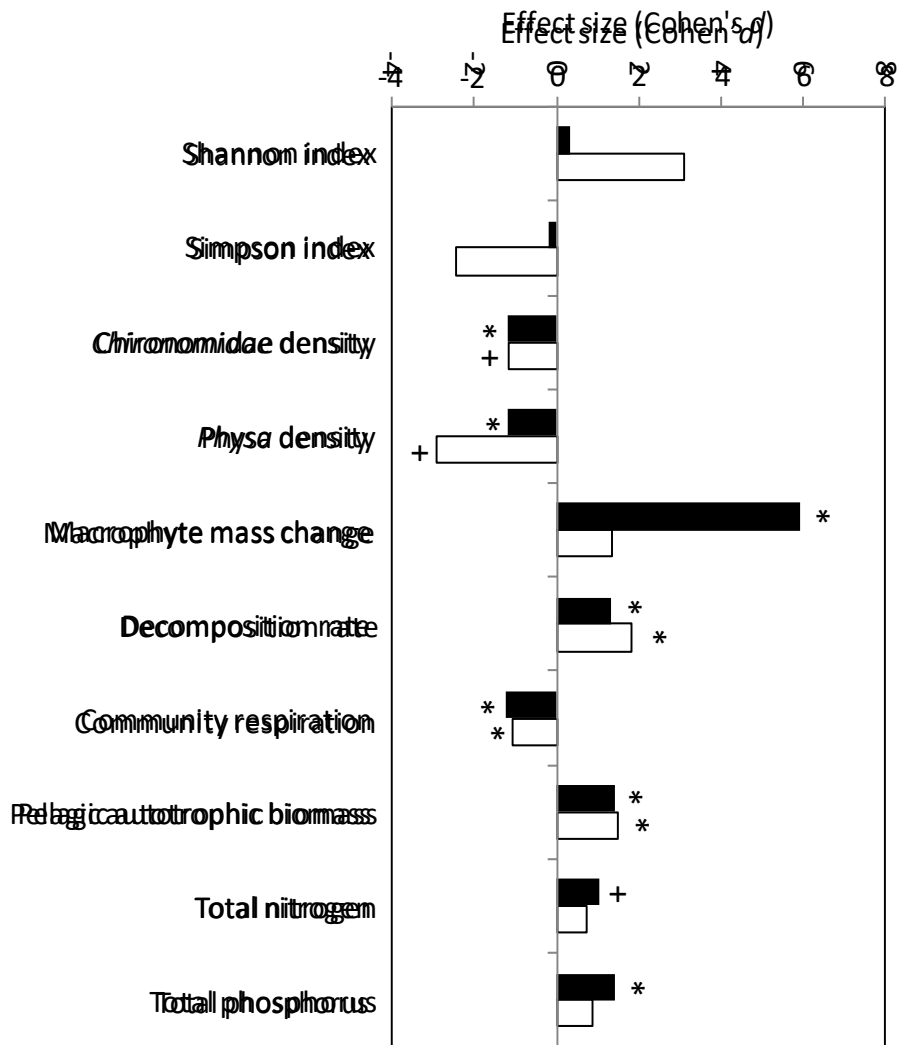 Effect size (Cohen's d)
-4 -2 0 2 4 6 8
Shannon index
Simpson index
Chironomidae density
*
+
Physa density
*
+
Macrophyte mass change
*
Decomposition rate
*
*
Community respiration
*
*
Pelagic autotrophic biomass
*
*
Total nitrogen
+
Total phosphorus
*